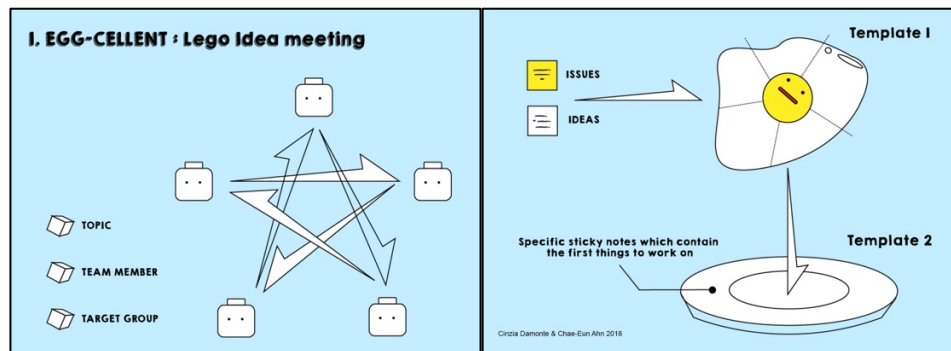 1. EGG-CELLENT : Lego Idea meeting
TOPIC
TEAM MEMBER
TARGET GROUP
Template 1
ISSUES
IDEAS
Template 2
Specific sticky notes which contain
the first things to work on
Cinzia Damonte & Chae-Eun Ahn 2018